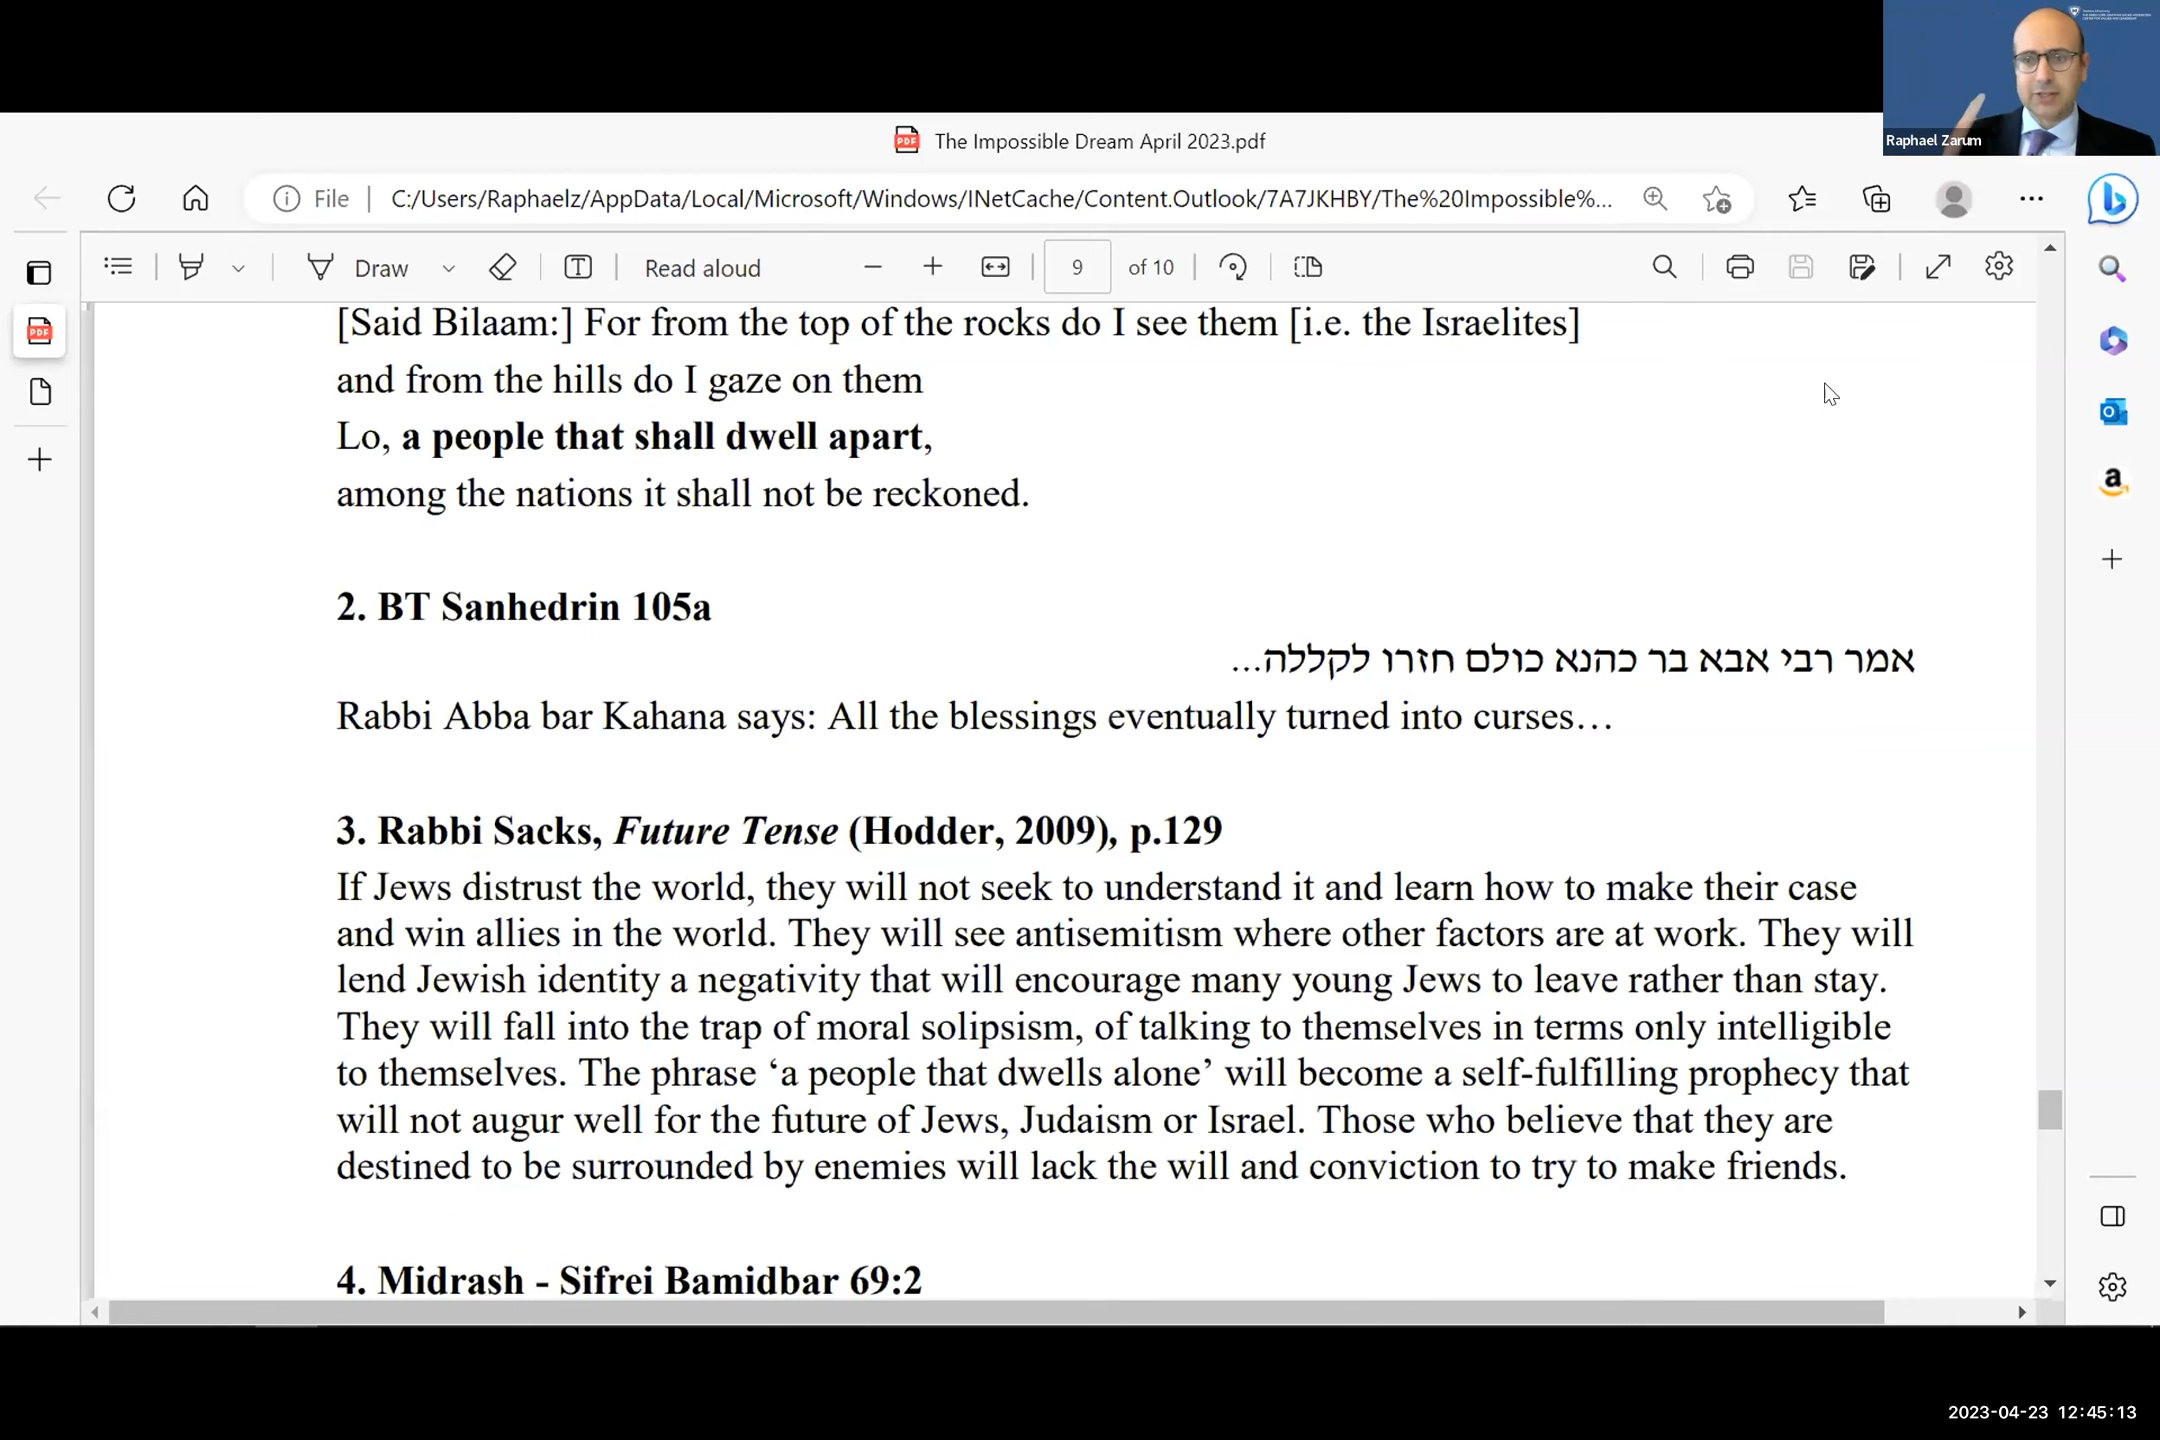 The Impossible Dream April 2023.pdf
Raphael Zarum
File
C:/Users/Raphaelz/AppData/Local/Microsoft/Windows/INetCache/Content.Outlook/7A7JKHBY/The%20Impossible%...
Draw
Read aloud
9 of 10
[Said Bilaam:] For from the top of the rocks do I see them [i.e. the Israelites]
and from the hills do I gaze on them
Lo, a people that shall dwell apart,
among the nations it shall not be reckoned.
2. BT Sanhedrin 105a
אמר רבי אבא בר כהנא כולם חזרו לקללה...
Rabbi Abba bar Kahana says: All the blessings eventually turned into curses…
3. Rabbi Sacks, Future Tense (Hodder, 2009), p.129
If Jews distrust the world, they will not seek to understand it and learn how to make their case
and win allies in the world. They will see antisemitism where other factors are at work. They will
lend Jewish identity a negativity that will encourage many young Jews to leave rather than stay.
They will fall into the trap of moral solipsism, of talking to themselves in terms only intelligible
to themselves. The phrase ‘a people that dwells alone’ will become a self-fulfilling prophecy that
will not augur well for the future of Jews, Judaism or Israel. Those who believe that they are
destined to be surrounded by enemies will lack the will and conviction to try to make friends.
4. Midrash - Sifrei Bamidbar 69:2
2023-04-23 12:45:13